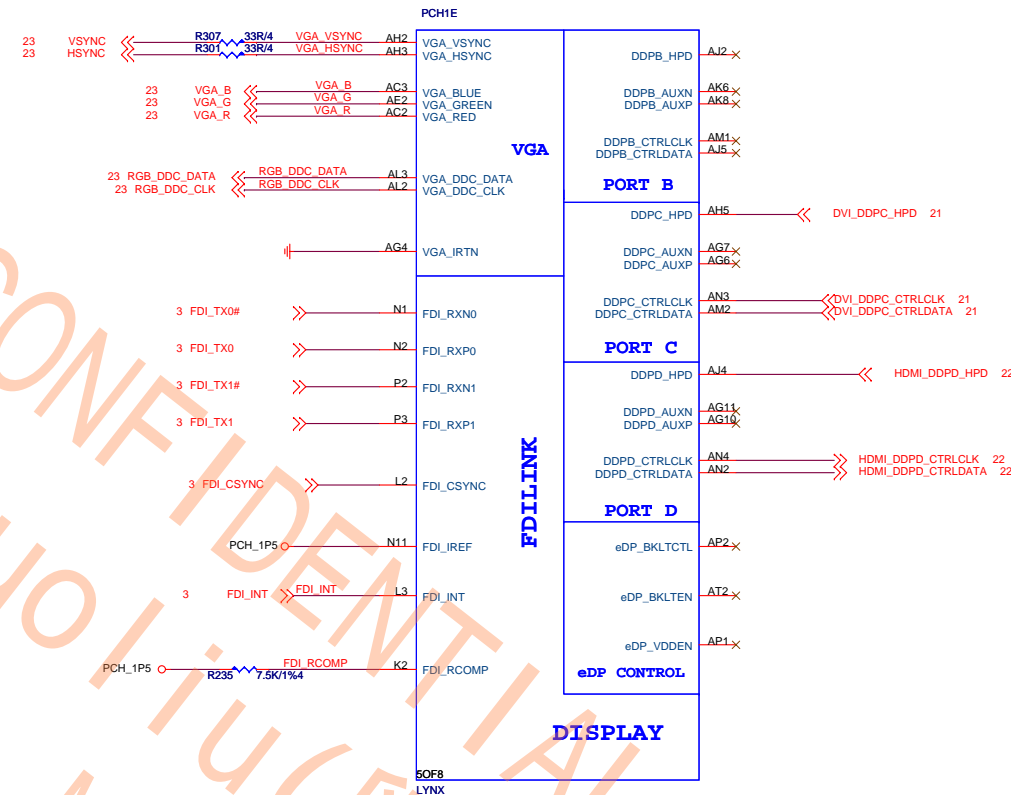 PCH1E
23 VSYNC R307 33R/4 VGA_VSYNC AH2 VGA_VSYNC
23 HSYNC R301 33R/4 VGA_HSYNC AH3 VGA_HSYNC
DDPB_HPD AJ2
23 VGA_B VGA_B AC3 VGA_BLUE
23 VGA_G VGA_G AE2 VGA_GREEN
23 VGA_R VGA_R AC2 VGA_RED
DDPB_AUXN AK6
DDPB_AUXP AK8
VGA
DDPB_CTRLCLK AM1
DDPB_CTRLDATA AJ5
23 RGB_DDC_DATA RGB_DDC_DATA AL3 VGA_DDC_DATA
23 RGB_DDC_CLK RGB_DDC_CLK AL2 VGA_DDC_CLK
PORT B
DDPC_HPD AH5 DVI_DDPC_HPD 21
AG4 VGA_IRTN
DDPC_AUXN AG7
DDPC_AUXP AG6
DDPC_CTRLCLK AN3 DVI_DDPC_CTRLCLK 21
DDPC_CTRLDATA AM2 DVI_DDPC_CTRLDATA 21
3 FDI_TX0# N1 FDI_RXN0
3 FDI_TX0 N2 FDI_RXP0
PORT C
DDPD_HPD AJ4 HDMI_DDPD_HPD 22
3 FDI_TX1# P2 FDI_RXN1
3 FDI_TX1 P3 FDI_RXP1
DDPD_AUXN AG11
DDPD_AUXP AG10
FDILINK
DDPD_CTRLCLK AN4 HDMI_DDPD_CTRLCLK 22
DDPD_CTRLDATA AN2 HDMI_DDPD_CTRLDATA 22
3 FDI_CSYNC L2 FDI_CSYNC
PORT D
PCH_1P5 N11 FDI_IREF
eDP_BKLTCTL AP2
3 FDI_INT FDI_INT L3 FDI_INT
eDP_BKLTEN AT2
eDP_VDDEN AP1
PCH_1P5 R235 7.5K/1%4 FDI_RCOMP K2 FDI_RCOMP
eDP CONTROL
DISPLAY
5OF8
LYNX
CONFIDENTIAL